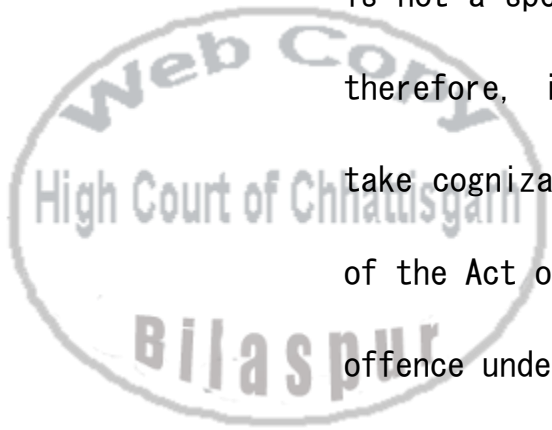 is not a spe
Web Copy
therefore, i
High Court of Chhattisgarh
take cogniza
of the Act o
Bilaspur
offence unde